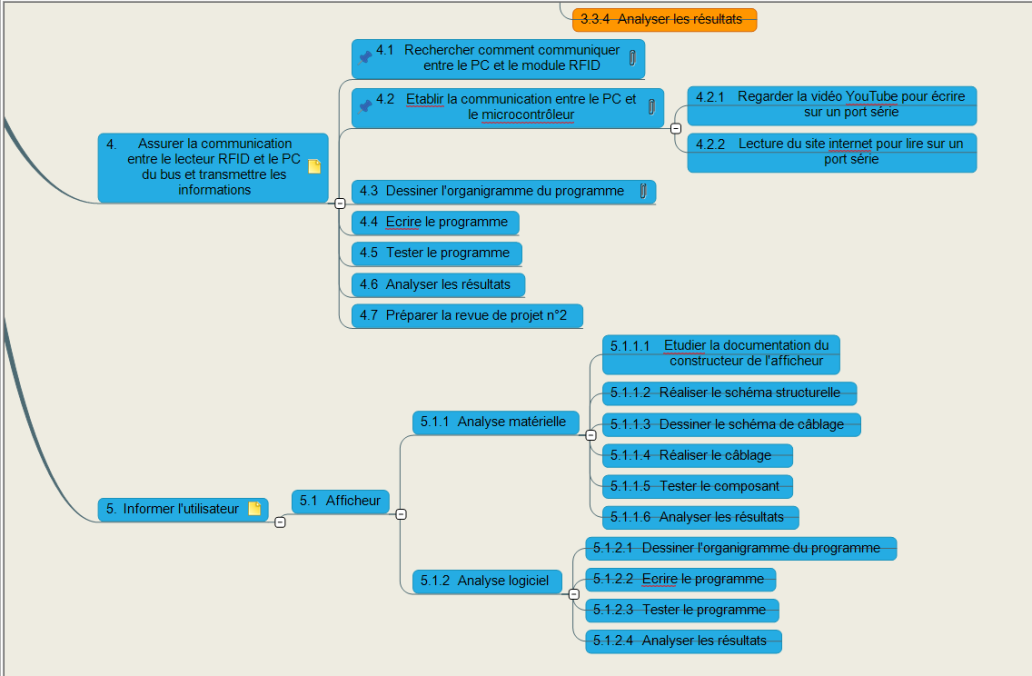 3.3.4 Analyser les résultats
4.1 Rechercher comment communiquer
entre le PC et le module RFID
4.2 Etablir la communication entre le PC et
le microcontrôleur
4.2.1 Regarder la vidéo YouTube pour écrire
sur un port série
4.2.2 Lecture du site internet pour lire sur un
port série
4. Assurer la communication
entre le lecteur RFID et le PC
du bus et transmettre les
informations
4.3 Dessiner l'organigramme du programme
4.4 Ecrire le programme
4.5 Tester le programme
4.6 Analyser les résultats
4.7 Préparer la revue de projet n°2
5. Informer l'utilisateur
5.1 Afficheur
5.1.1 Analyse matérielle
5.1.1.1 Etudier la documentation du
constructeur de l'afficheur
5.1.1.2 Réaliser le schéma structurelle
5.1.1.3 Dessiner le schéma de câblage
5.1.1.4 Réaliser le câblage
5.1.1.5 Tester le composant
5.1.1.6 Analyser les résultats
5.1.2 Analyse logiciel
5.1.2.1 Dessiner l'organigramme du programme
5.1.2.2 Ecrire le programme
5.1.2.3 Tester le programme
5.1.2.4 Analyser les résultats